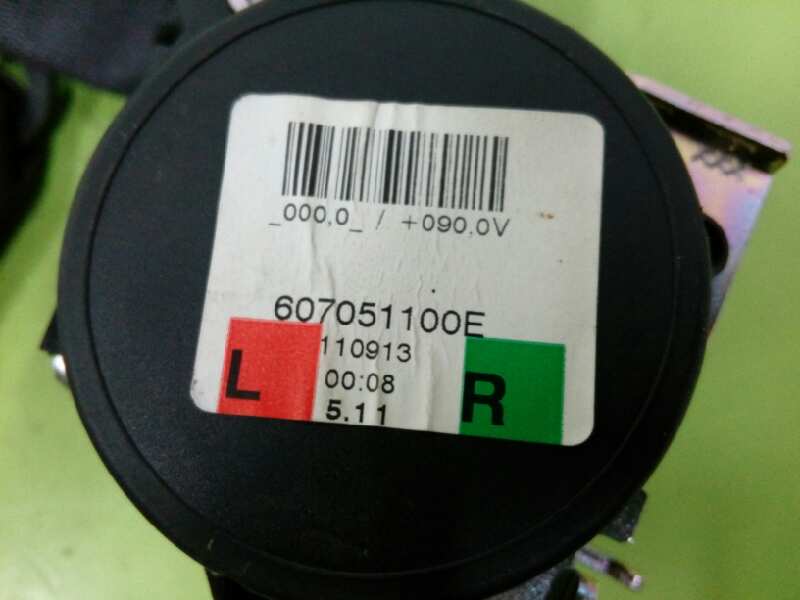 _000,0_ / +090,0V
607051100E
110913
L
00:08
R
5.11